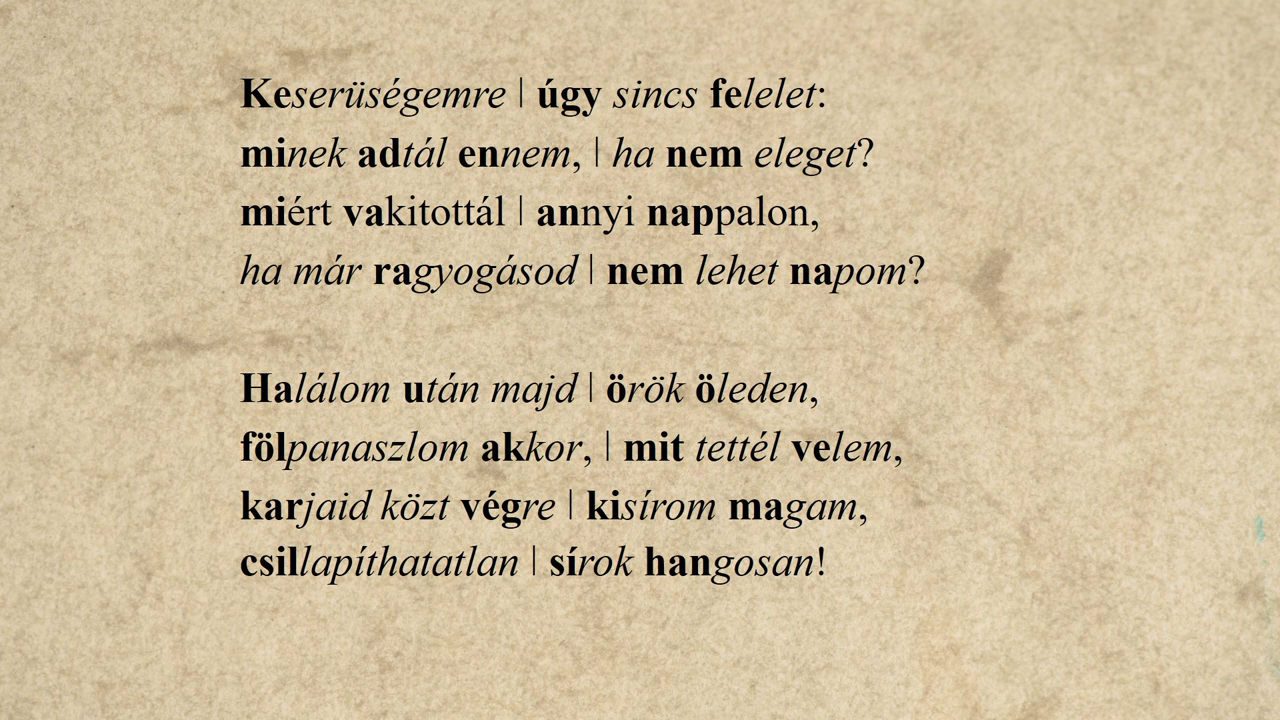 Keserüségemre | úgy sincs felelet:
minek adtál ennem, | ha nem eleget?
miért vakitottál | annyi nappalon,
ha már ragyogásod | nem lehet napom?
Halálom után majd | örök öleden,
fölpanaszlom akkor, | mit tettél velem,
karjaid közt végre | kisírom magam,
csillapíthatatlan | sírok hangosan!